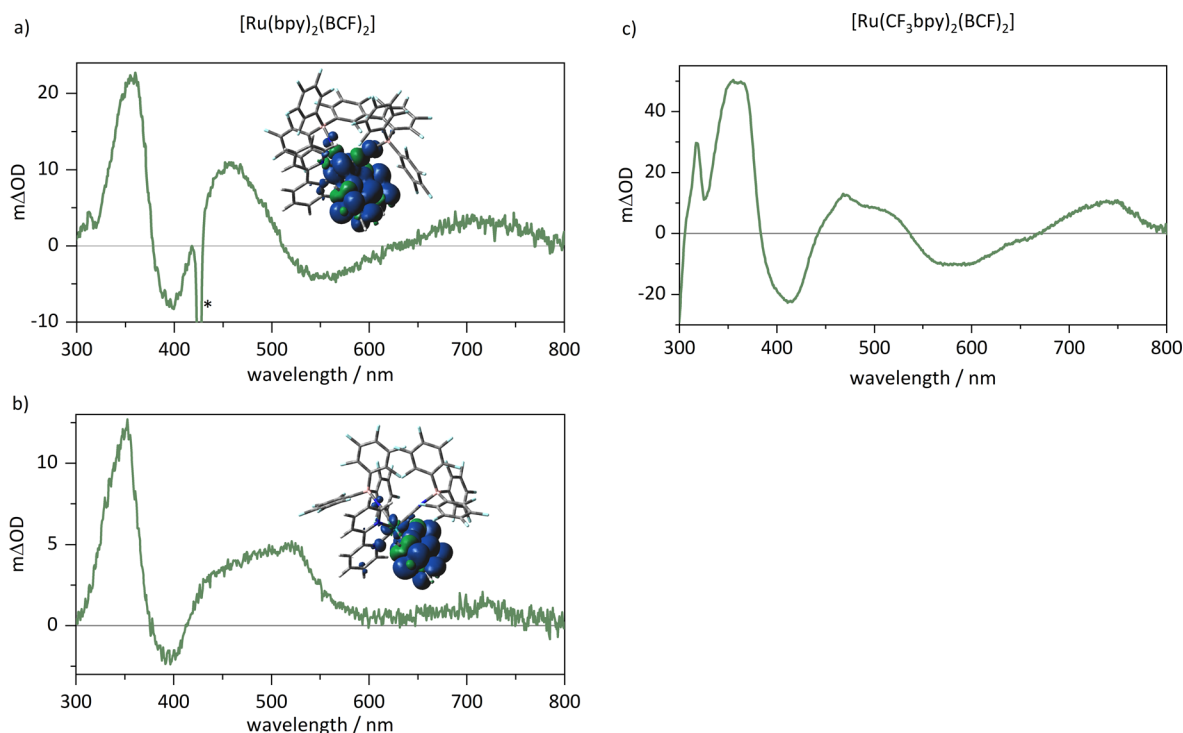 a)
[Ru(bpy)₂(BCF)₂]
20
10
0
-10
mΔOD
*
300 400 500 600 700 800
wavelength / nm
b)
10
5
0
mΔOD
300 400 500 600 700 800
wavelength / nm
c)
[Ru(CF₃bpy)₂(BCF)₂]
40
20
0
-20
mΔOD
300 400 500 600 700 800
wavelength / nm